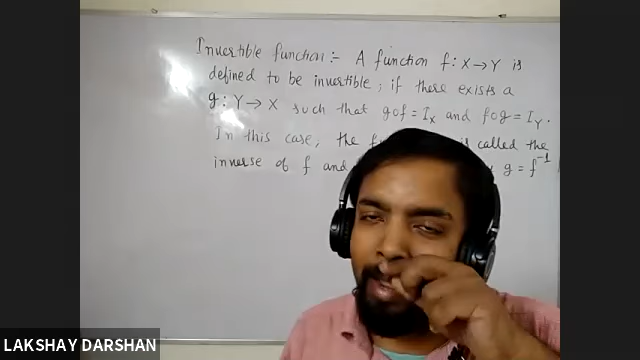 Invertible function :- A function f : X → Y is
defined to be invertible, if there exists a
g : Y → X such that gof = I_X and fog = I_Y.
In this case, the called the
inverse of f and g = f⁻¹
LAKSHAY DARSHAN